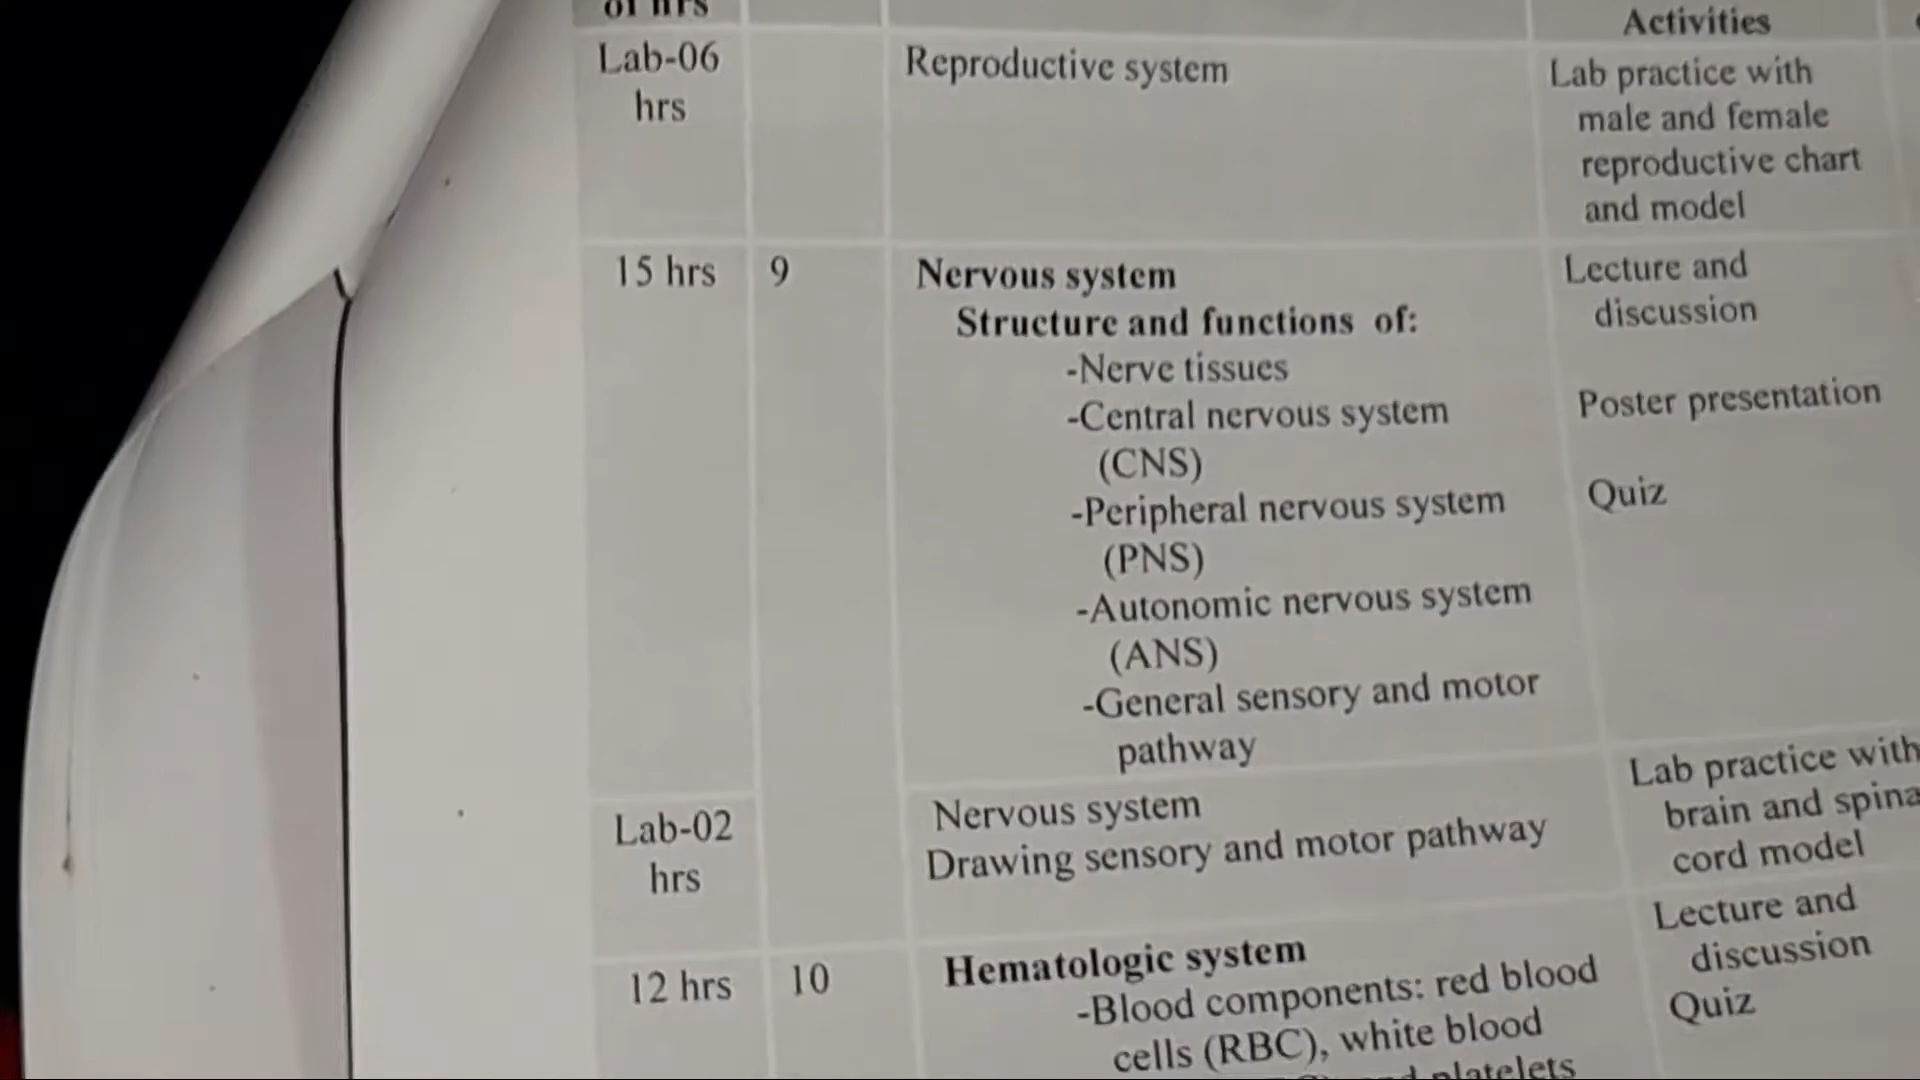 of hrs
Activities
Lab-06
hrs
Reproductive system
Lab practice with
male and female
reproductive chart
and model
15 hrs
9
Nervous system
Structure and functions of:
-Nerve tissues
-Central nervous system
(CNS)
-Peripheral nervous system
(PNS)
-Autonomic nervous system
(ANS)
-General sensory and motor
pathway
Lecture and
discussion
Poster presentation
Quiz
Lab-02
hrs
Nervous system
Drawing sensory and motor pathway
Lab practice with
brain and spina
cord model
12 hrs
10
Hematologic system
-Blood components: red blood
cells (RBC), white blood
platelets
Lecture and
discussion
Quiz